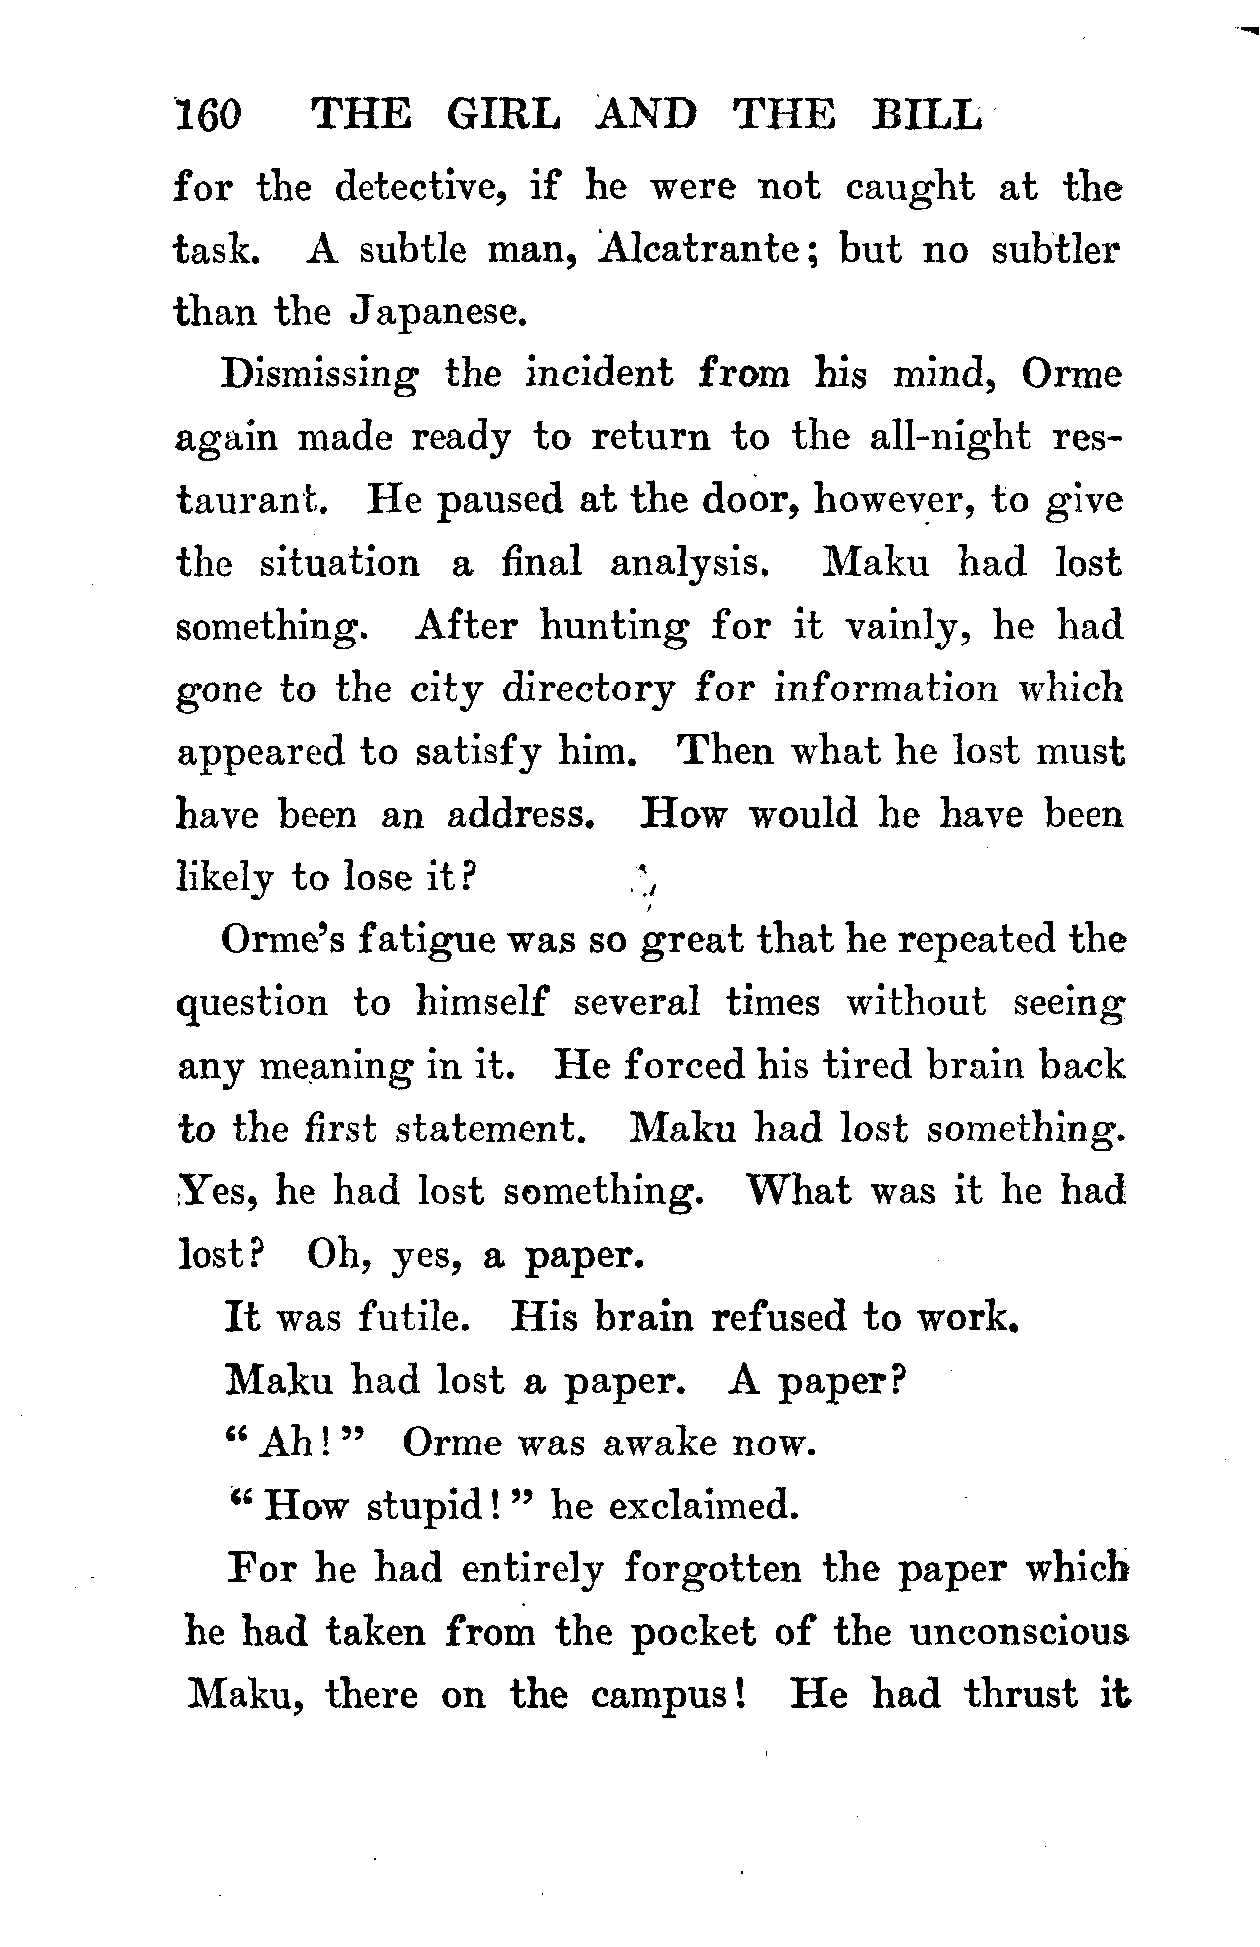 160 THE GIRL AND THE BILL
for the detective, if he were not caught at the
task. A subtle man, Alcatrante; but no subtler
than the Japanese.
Dismissing the incident from his mind, Orme
again made ready to return to the all-night res-
taurant. He paused at the door, however, to give
the situation a final analysis. Maku had lost
something. After hunting for it vainly, he had
gone to the city directory for information which
appeared to satisfy him. Then what he lost must
have been an address. How would he have been
likely to lose it?
Orme's fatigue was so great that he repeated the
question to himself several times without seeing
any meaning in it. He forced his tired brain back
to the first statement. Maku had lost something.
Yes, he had lost something. What was it he had
lost? Oh, yes, a paper.
It was futile. His brain refused to work.
Maku had lost a paper. A paper?
“Ah!” Orme was awake now.
“How stupid!” he exclaimed.
For he had entirely forgotten the paper which
he had taken from the pocket of the unconscious
Maku, there on the campus! He had thrust it